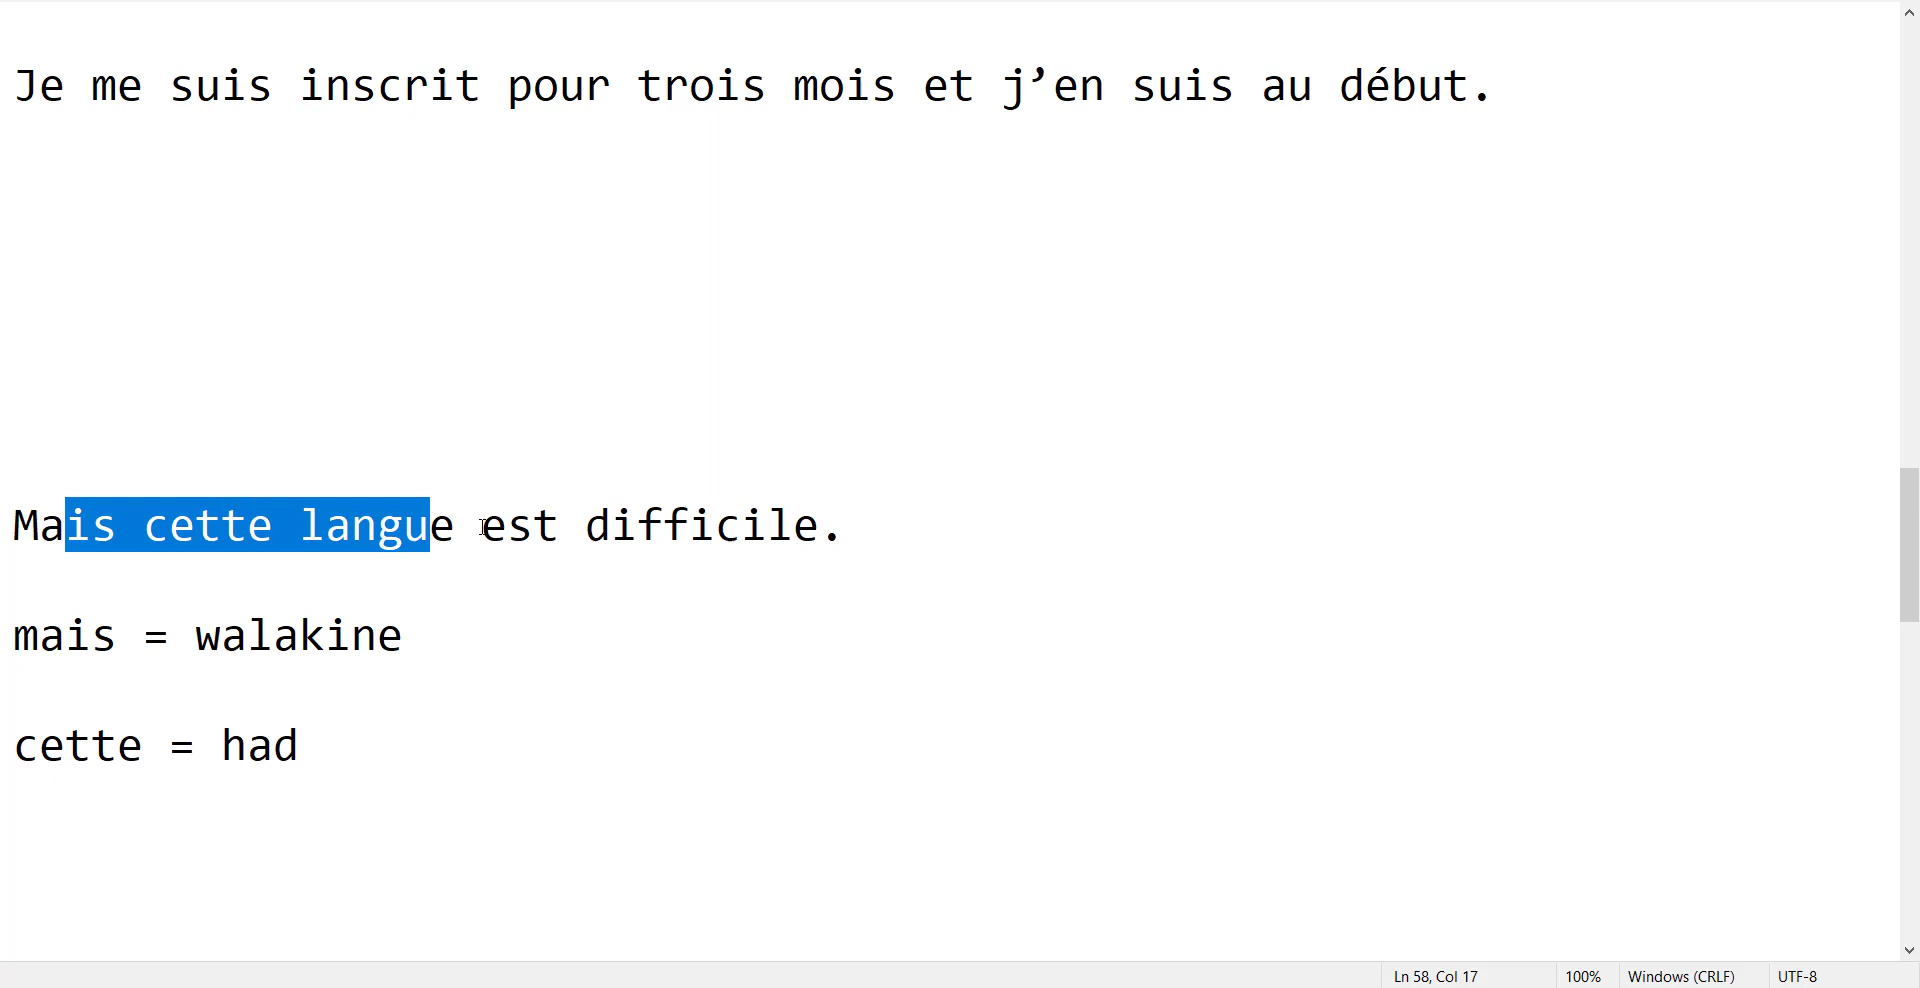 Je me suis inscrit pour trois mois et j’en suis au début.
Mais cette langue est difficile.
mais = walakine
cette = had
Ln 58, Col 17 100% Windows (CRLF) UTF-8